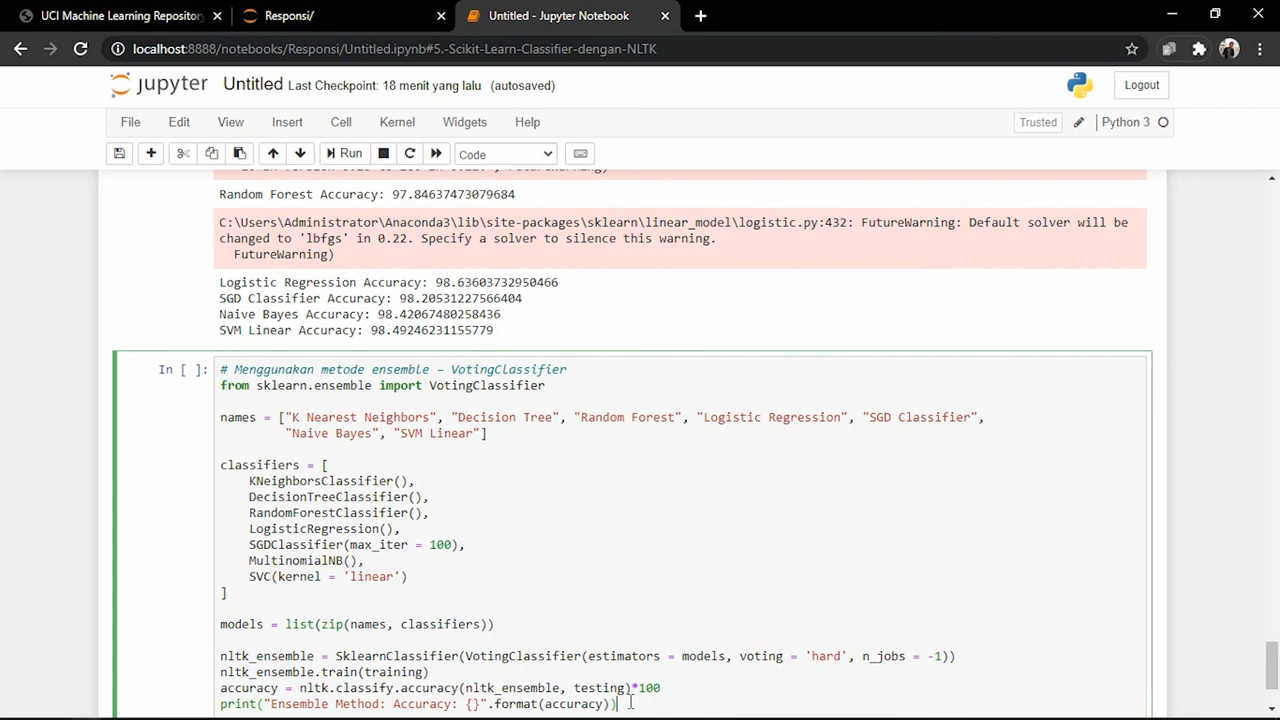 UCI Machine Learning Repository
Responsi/
Untitled - Jupyter Notebook
localhost:8888/notebooks/Responsi/Untitled.ipynb#5.-Scikit-Learn-Classifier-dengan-NLTK
jupyter Untitled Last Checkpoint: 18 menit yang lalu (autosaved)
Logout
File Edit View Insert Cell Kernel Widgets Help
Trusted
Python 3
Run
Code
Random Forest Accuracy: 97.84637473079684
C:\Users\Administrator\Anaconda3\lib\site-packages\sklearn\linear_model\logistic.py:432: FutureWarning: Default solver will be
changed to 'lbfgs' in 0.22. Specify a solver to silence this warning.
FutureWarning)
Logistic Regression Accuracy: 98.63603732950466
SGD Classifier Accuracy: 98.20531227566404
Naive Bayes Accuracy: 98.42067480258436
SVM Linear Accuracy: 98.49246231155779
In [ ]:
# Menggunakan metode ensemble – VotingClassifier
from sklearn.ensemble import VotingClassifier
names = ["K Nearest Neighbors", "Decision Tree", "Random Forest", "Logistic Regression", "SGD Classifier",
"Naive Bayes", "SVM Linear"]
classifiers = [
KNeighborsClassifier(),
DecisionTreeClassifier(),
RandomForestClassifier(),
LogisticRegression(),
SGDClassifier(max_iter = 100),
MultinomialNB(),
SVC(kernel = 'linear')
]
models = list(zip(names, classifiers))
nltk_ensemble = SklearnClassifier(VotingClassifier(estimators = models, voting = 'hard', n_jobs = -1))
nltk_ensemble.train(training)
accuracy = nltk.classify.accuracy(nltk_ensemble, testing)*100
print("Ensemble Method: Accuracy: {}".format(accuracy))